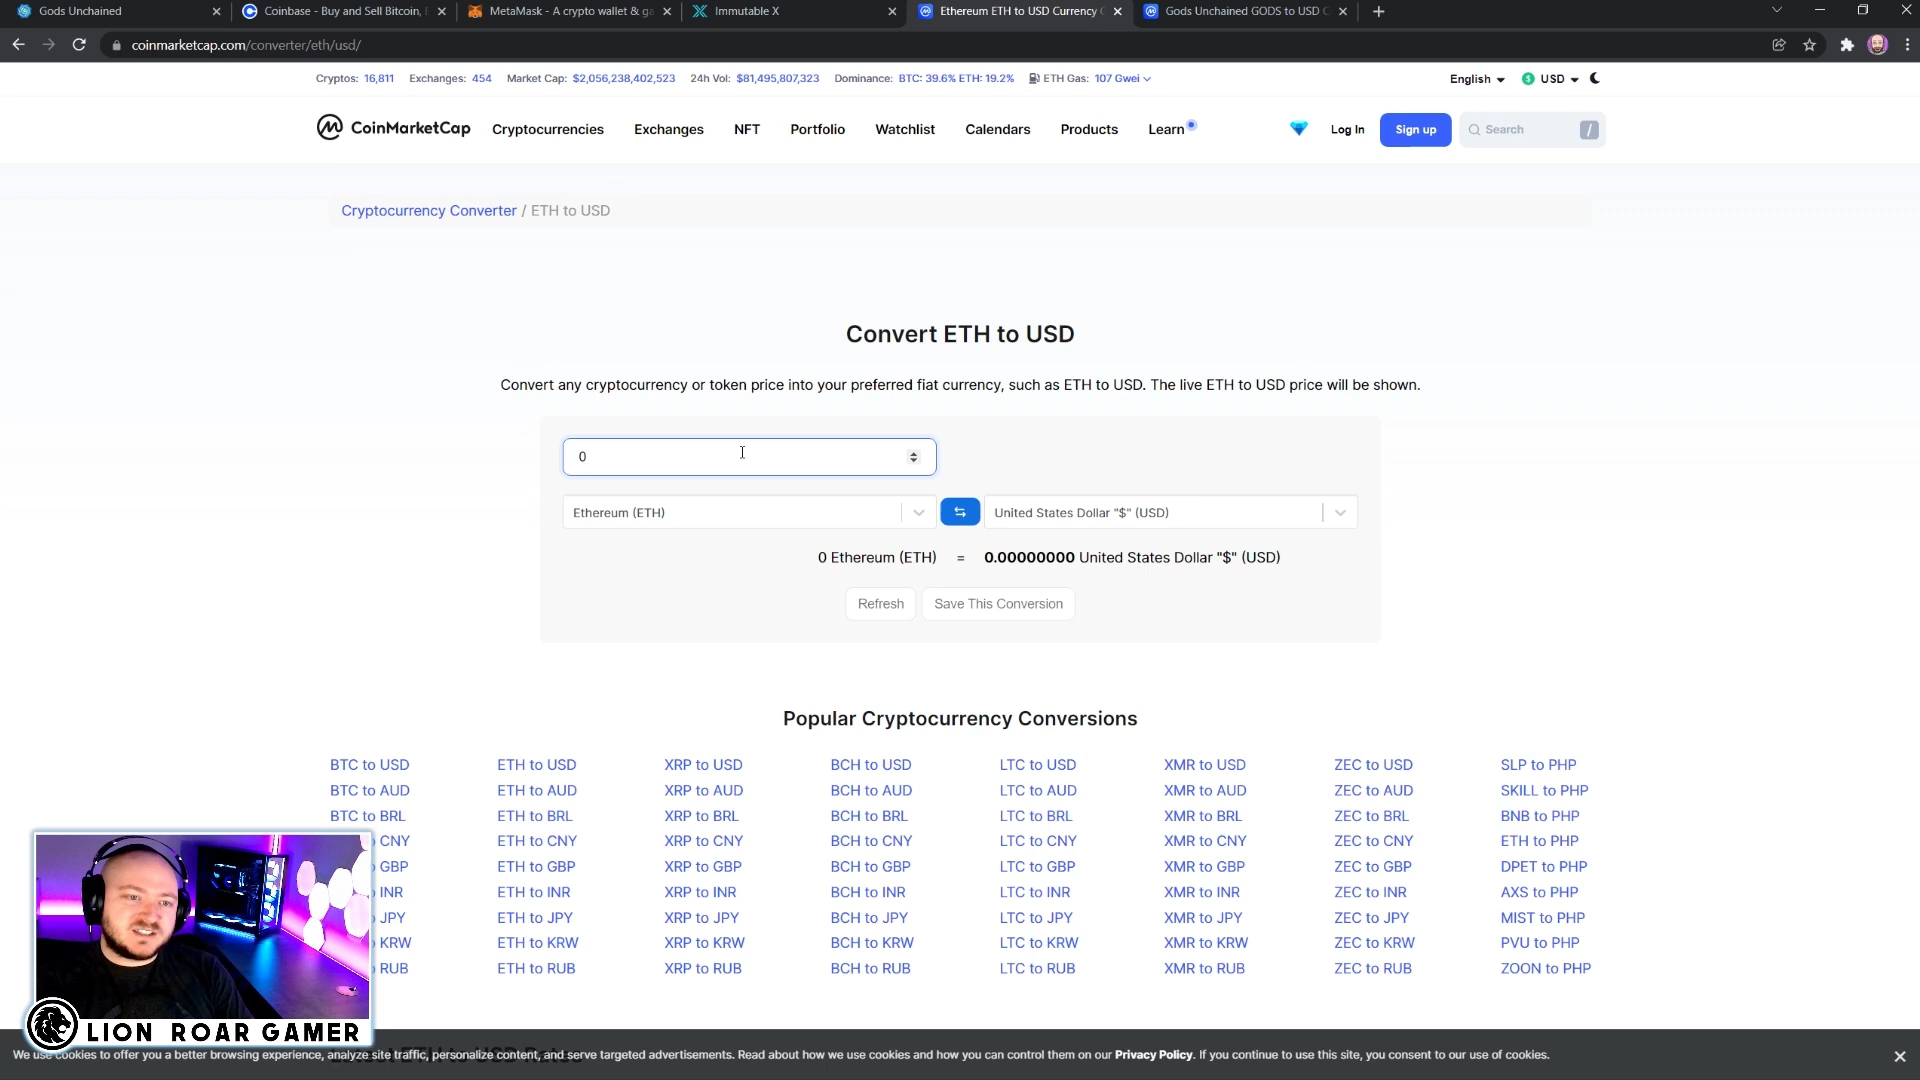 Gods Unchained
Coinbase - Buy and Sell Bitcoin,
MetaMask - A crypto wallet & ga
Immutable X
Ethereum ETH to USD Currency C
Gods Unchained GODS to USD C
coinmarketcap.com/converter/eth/usd/
Cryptos: 16,811 Exchanges: 454 Market Cap: $2,056,238,402,523 24h Vol: $81,495,807,323 Dominance: BTC: 39.6% ETH: 19.2% ETH Gas: 107 Gwei
English USD
CoinMarketCap Cryptocurrencies Exchanges NFT Portfolio Watchlist Calendars Products Learn Log In Sign up Search /
Cryptocurrency Converter / ETH to USD
Convert ETH to USD
Convert any cryptocurrency or token price into your preferred fiat currency, such as ETH to USD. The live ETH to USD price will be shown.
0
Ethereum (ETH) United States Dollar "$" (USD)
0 Ethereum (ETH) = 0.00000000 United States Dollar "$" (USD)
Refresh Save This Conversion
Popular Cryptocurrency Conversions
BTC to USD ETH to USD XRP to USD BCH to USD LTC to USD XMR to USD ZEC to USD SLP to PHP
BTC to AUD ETH to AUD XRP to AUD BCH to AUD LTC to AUD XMR to AUD ZEC to AUD SKILL to PHP
BTC to BRL ETH to BRL XRP to BRL BCH to BRL LTC to BRL XMR to BRL ZEC to BRL BNB to PHP
CNY ETH to CNY XRP to CNY BCH to CNY LTC to CNY XMR to CNY ZEC to CNY ETH to PHP
GBP ETH to GBP XRP to GBP BCH to GBP LTC to GBP XMR to GBP ZEC to GBP DPET to PHP
INR ETH to INR XRP to INR BCH to INR LTC to INR XMR to INR ZEC to INR AXS to PHP
JPY ETH to JPY XRP to JPY BCH to JPY LTC to JPY XMR to JPY ZEC to JPY MIST to PHP
KRW ETH to KRW XRP to KRW BCH to KRW LTC to KRW XMR to KRW ZEC to KRW PVU to PHP
RUB ETH to RUB XRP to RUB BCH to RUB LTC to RUB XMR to RUB ZEC to RUB ZOON to PHP
LION ROAR GAMER
We use cookies to offer you a better browsing experience, analyze site traffic, personalize content, and serve targeted advertisements. Read about how we use cookies and how you can control them on our Privacy Policy. If you continue to use this site, you consent to our use of cookies.